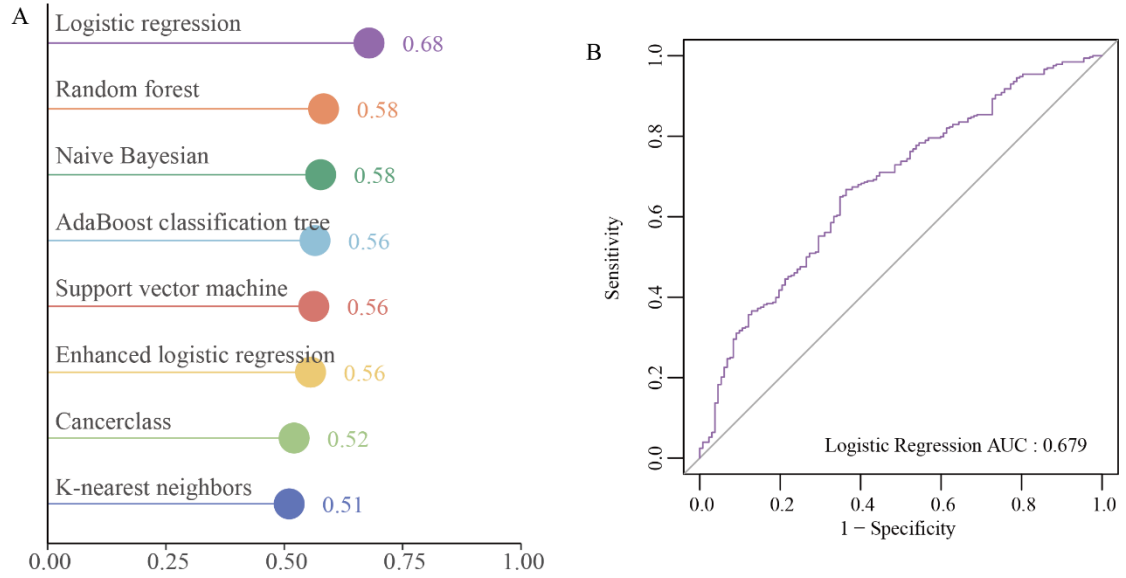 A
Logistic regression
0.68
Random forest
0.58
Naive Bayesian
0.58
AdaBoost classification tree
0.56
Support vector machine
0.56
Enhanced logistic regression
0.56
Cancerclass
0.52
K-nearest neighbors
0.51
0.00 0.25 0.50 0.75 1.00
B
Sensitivity
1.0
0.8
0.6
0.4
0.2
0.0
Logistic Regression AUC : 0.679
0.0 0.2 0.4 0.6 0.8 1.0
1 − Specificity